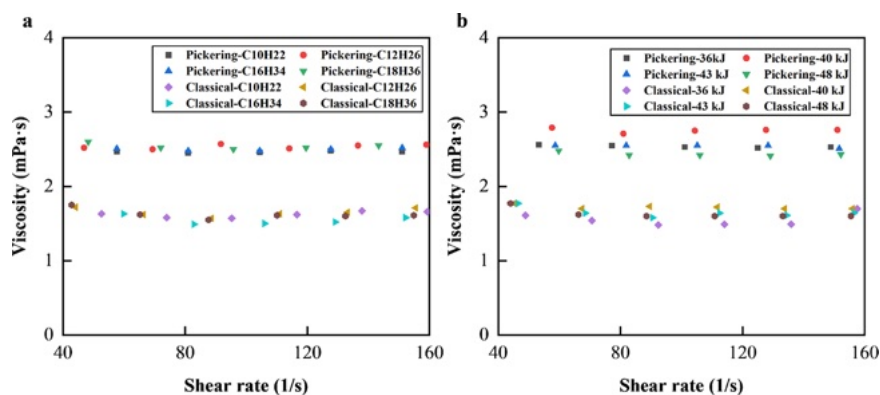 a
Pickering-C10H22 Pickering-C12H26
Pickering-C16H34 Pickering-C18H36
Classical-C10H22 Classical-C12H26
Classical-C16H34 Classical-C18H36
4
3
2
1
0
Viscosity (mPa·s)
40 80 120 160
Shear rate (1/s)
b
Pickering-36kJ Pickering-40 kJ
Pickering-43 kJ Pickering-48 kJ
Classical-36 kJ Classical-40 kJ
Classical-43 kJ Classical-48 kJ
4
3
2
1
0
Viscosity (mPa·s)
40 80 120 160
Shear rate (1/s)